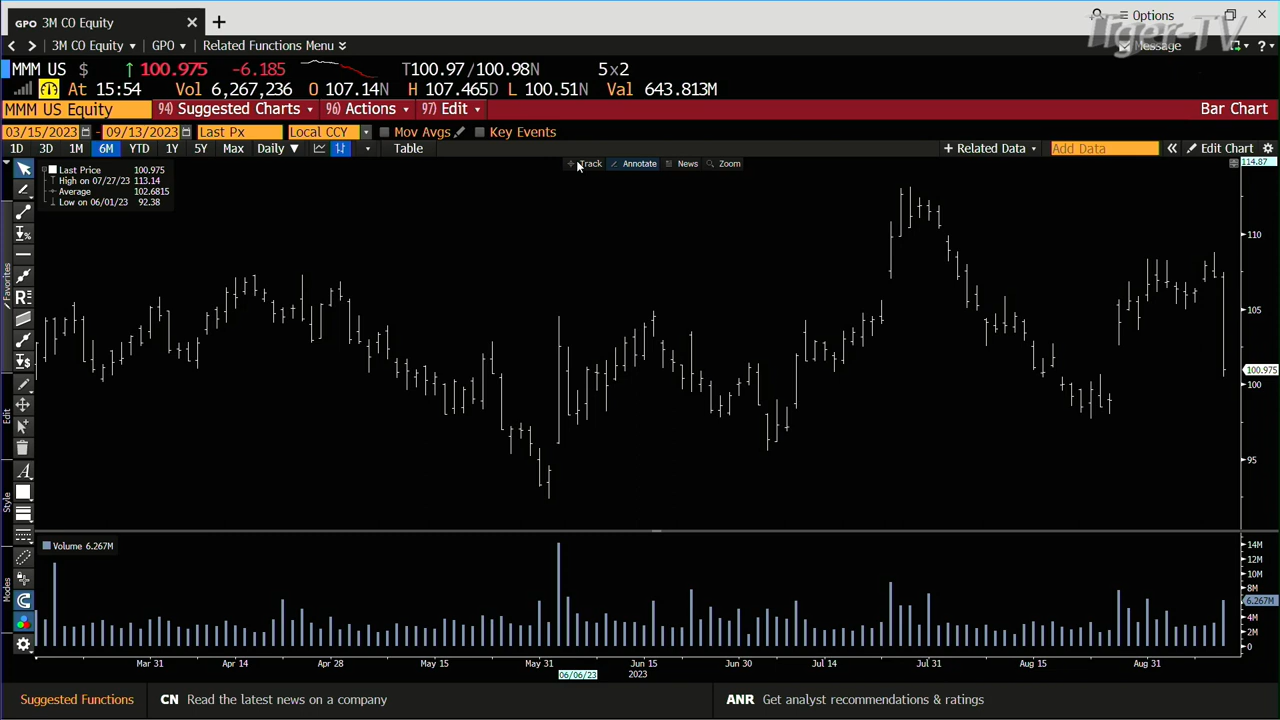 GPO 3M CO Equity
Options
Tiger-TV
3M CO Equity GPO Related Functions Menu Message
MMM US $ 100.975 -6.185 T100.97/100.98N 5x2
At 15:54 Vol 6,267,236 O 107.14N H 107.465D L 100.51N Val 643.813M
MMM US Equity 94) Suggested Charts 96) Actions 97) Edit Bar Chart
03/15/2023 - 09/13/2023 Last Px Local CCY Mov Avgs Key Events
1D 3D 1M 6M YTD 1Y 5Y Max Daily Table + Related Data Add Data Edit Chart
Track Annotate News Zoom
114.87
Last Price 100.975
High on 07/27/23 113.14
Average 102.6815
Low on 06/01/23 92.38
110
105
100.975
100
95
Favorites
Edit
Style
Modes
Volume 6.267M
14M
12M
10M
8M
6.267M
4M
2M
0
Mar 31 Apr 14 Apr 28 May 15 May 31 Jun 15 Jun 30 Jul 14 Jul 31 Aug 15 Aug 31
06/06/23 2023
Suggested Functions CN Read the latest news on a company ANR Get analyst recommendations & ratings